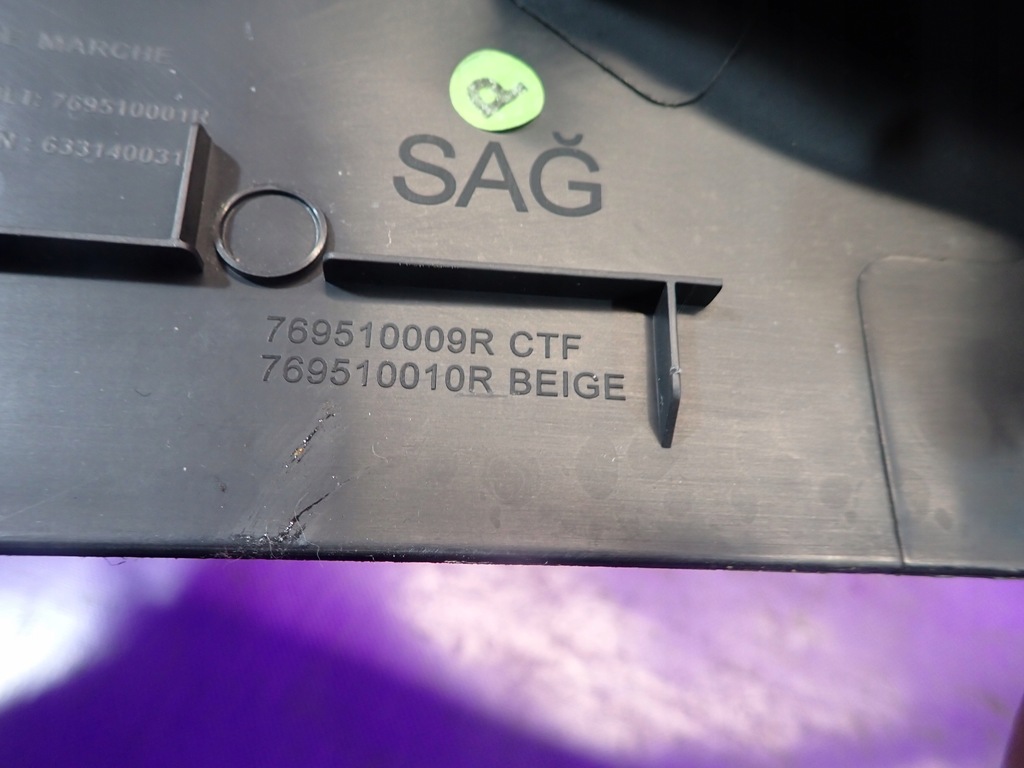 MARCHE
769510001R
633140031
P
SAĞ
769510009R CTF
769510010R BEIGE